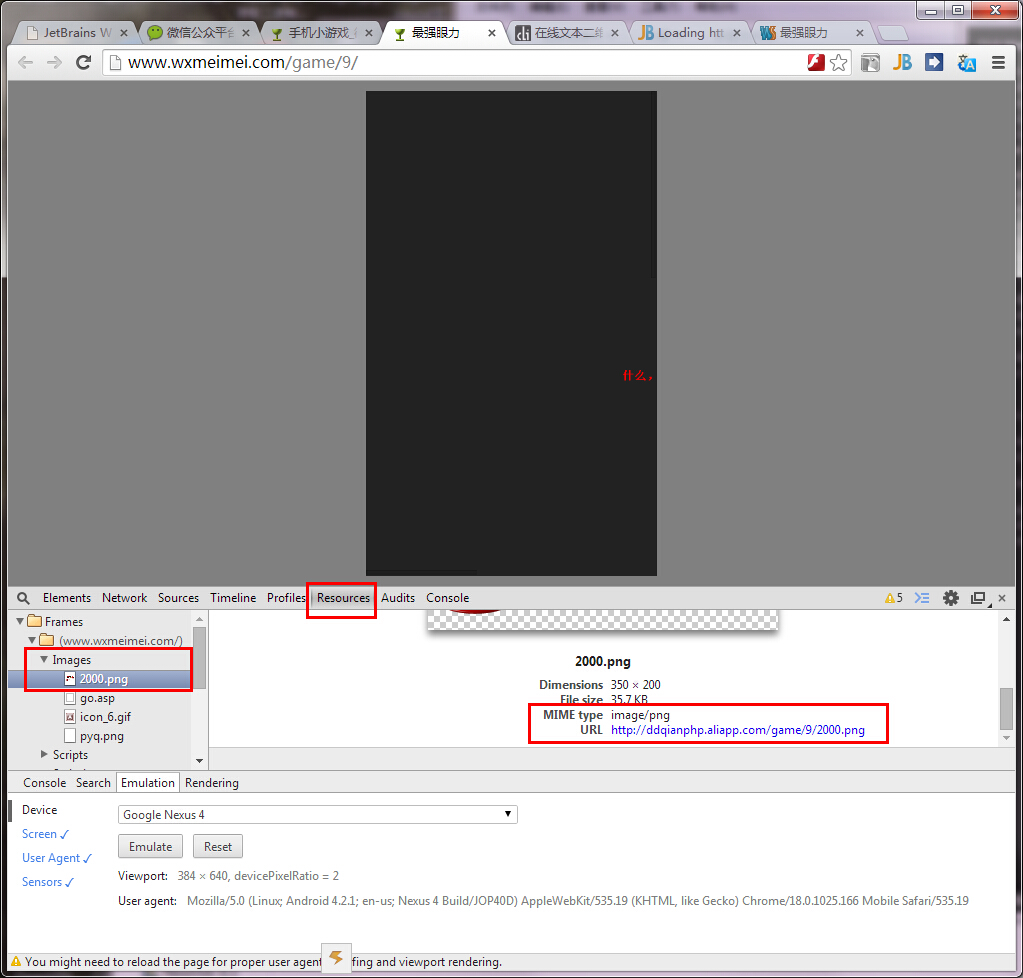 JetBrains W
微信公众平台
手机小游戏_
最强眼力
在线文本二维
Loading htt
最强眼力
www.wxmeimei.com/game/9/
什么，
Elements Network Sources Timeline Profiles Resources Audits Console
5
Frames
(www.wxmeimei.com/)
Images
2000.png
go.asp
icon_6.gif
pyq.png
Scripts
2000.png
Dimensions 350 × 200
File size 35.7 KB
MIME type image/png
URL http://ddqianphp.aliapp.com/game/9/2000.png
Console Search Emulation Rendering
Device
Screen ✓
User Agent ✓
Sensors ✓
Google Nexus 4
Emulate Reset
Viewport: 384 × 640, devicePixelRatio = 2
User agent: Mozilla/5.0 (Linux; Android 4.2.1; en-us; Nexus 4 Build/JOP40D) AppleWebKit/535.19 (KHTML, like Gecko) Chrome/18.0.1025.166 Mobile Safari/535.19
You might need to reload the page for proper user agent fing and viewport rendering.